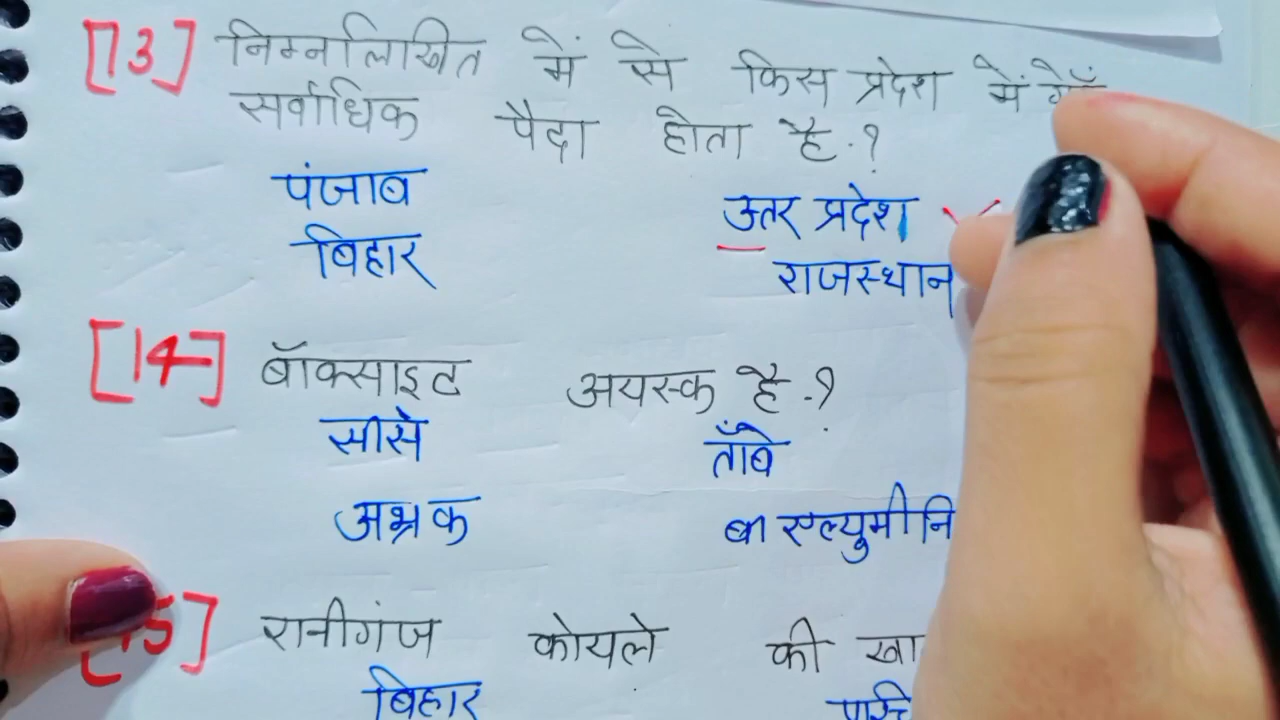 [13] निम्नलिखित में से किस प्रदेश में गेहूँ
सर्वाधिक पैदा होता है.?
पंजाब उत्तर प्रदेश
बिहार राजस्थान
[14] बॉक्साइट अयस्क है.?
सीसे ताँबे
अभ्रक
[15] रानीगंज कोयले की
बिहार